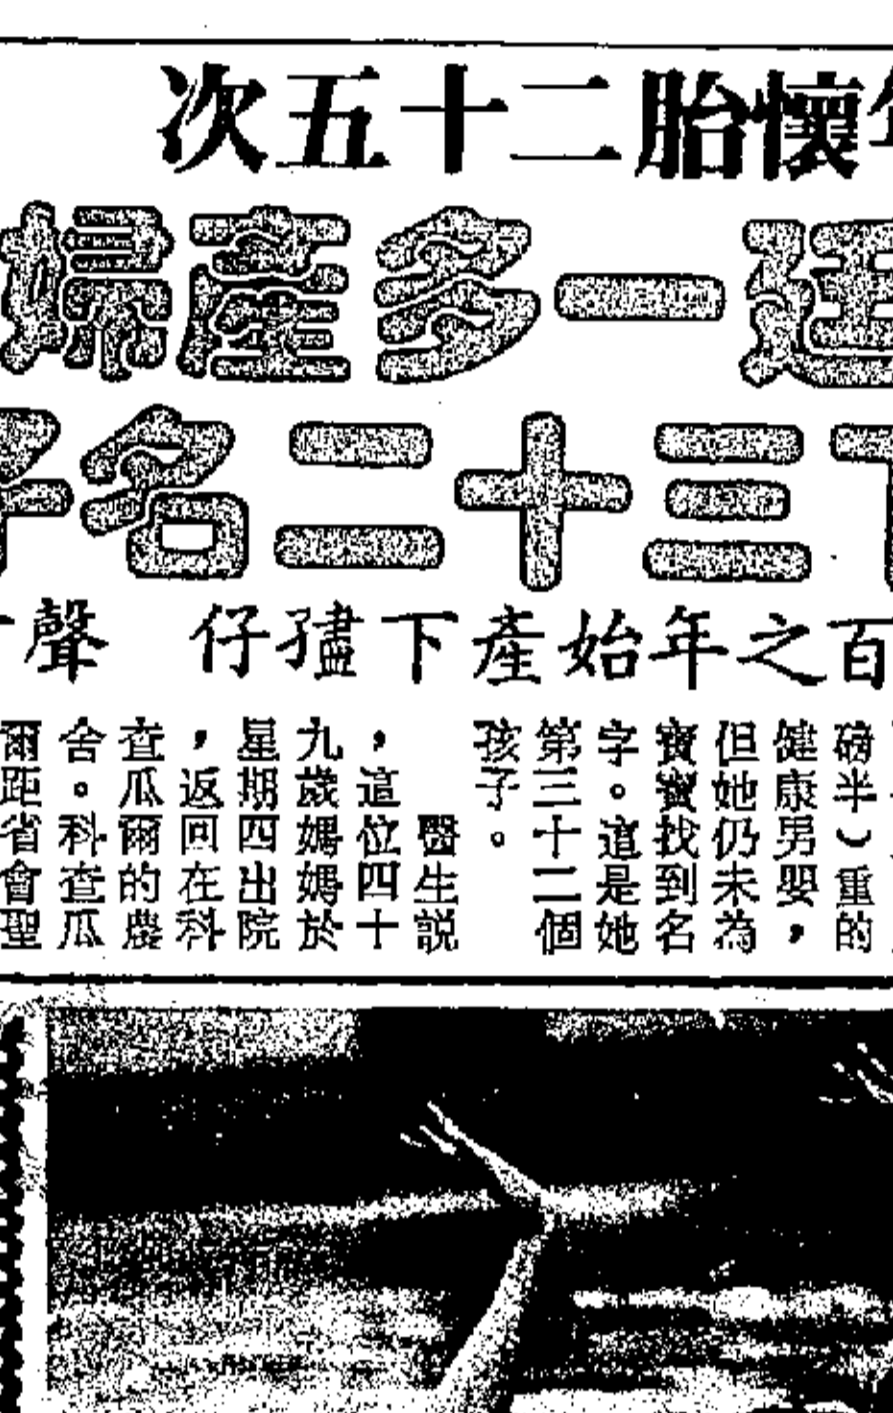 年懷胎二十五次
廷一多產婦
下三十二名子
百之年始產下孻仔 聲
磅半）重的
健康男嬰，
但她仍未為
寶寶找到名
字。這是她
第三十二個
孩子。
醫生説
，這位四十
九歲媽媽於
星期四出院
，返回在科
查瓜爾的農
舍。科查瓜
爾距省會聖